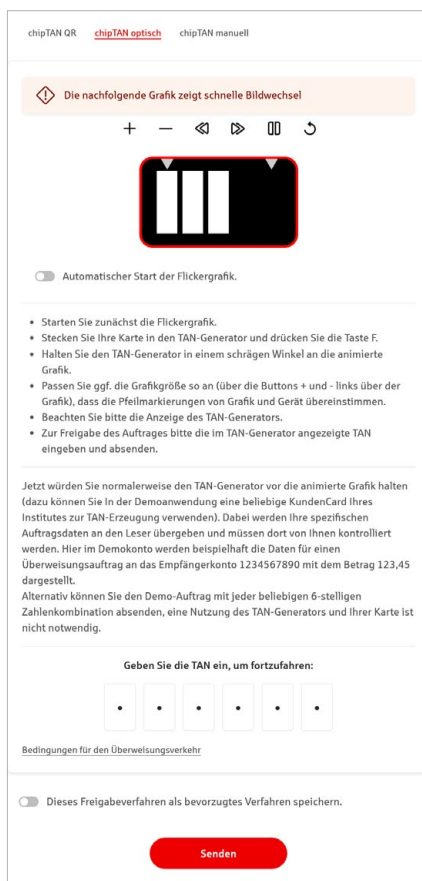 chipTAN QR chipTAN optisch chipTAN manuell
Die nachfolgende Grafik zeigt schnelle Bildwechsel
Automatischer Start der Flickergrafik.
• Starten Sie zunächst die Flickergrafik.
• Stecken Sie Ihre Karte in den TAN-Generator und drücken Sie die Taste F.
• Halten Sie den TAN-Generator in einem schrägen Winkel an die animierte
Grafik.
• Passen Sie ggf. die Grafikgröße so an (über die Buttons + und - links über der
Grafik), dass die Pfeilmarkierungen von Grafik und Gerät übereinstimmen.
• Beachten Sie bitte die Anzeige des TAN-Generators.
• Zur Freigabe des Auftrages bitte die im TAN-Generator angezeigte TAN
eingeben und absenden.
Jetzt würden Sie normalerweise den TAN-Generator vor die animierte Grafik halten
(dazu können Sie In der Demoanwendung eine beliebige KundenCard Ihres
Institutes zur TAN-Erzeugung verwenden). Dabei werden Ihre spezifischen
Auftragsdaten an den Leser übergeben und müssen dort von Ihnen kontrolliert
werden. Hier im Demokonto werden beispielhaft die Daten für einen
Überweisungsauftrag an das Empfängerkonto 1234567890 mit dem Betrag 123,45
dargestellt.
Alternativ können Sie den Demo-Auftrag mit jeder beliebigen 6-stelligen
Zahlenkombination absenden, eine Nutzung des TAN-Generators und Ihrer Karte ist
nicht notwendig.
Geben Sie die TAN ein, um fortzufahren:
Bedingungen für den Überweisungsverkehr
Dieses Freigabeverfahren als bevorzugtes Verfahren speichern.
Senden